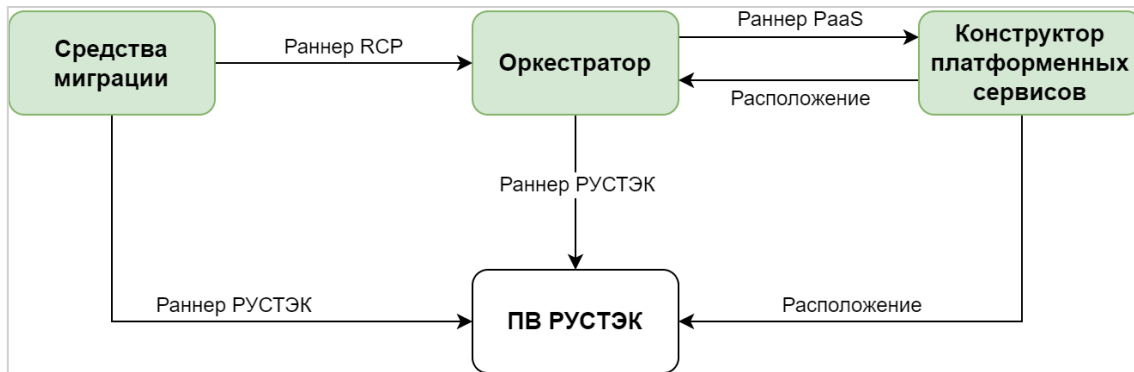 Средства
миграции
Раннер RCP
Оркестратор
Раннер PaaS
Расположение
Конструктор
платформенных
сервисов
Раннер РУСТЭК
Раннер РУСТЭК
ПВ РУСТЭК
Расположение